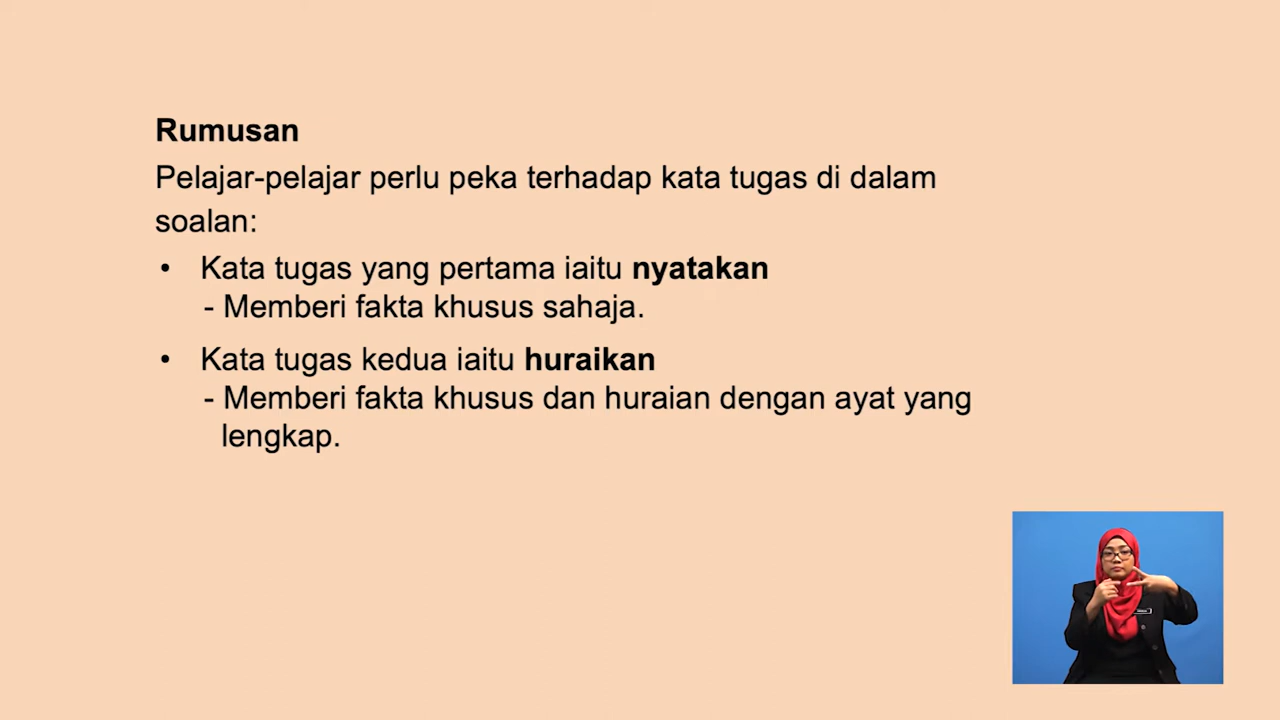 Rumusan
Pelajar-pelajar perlu peka terhadap kata tugas di dalam
soalan:
• Kata tugas yang pertama iaitu nyatakan
- Memberi fakta khusus sahaja.
• Kata tugas kedua iaitu huraikan
- Memberi fakta khusus dan huraian dengan ayat yang
lengkap.